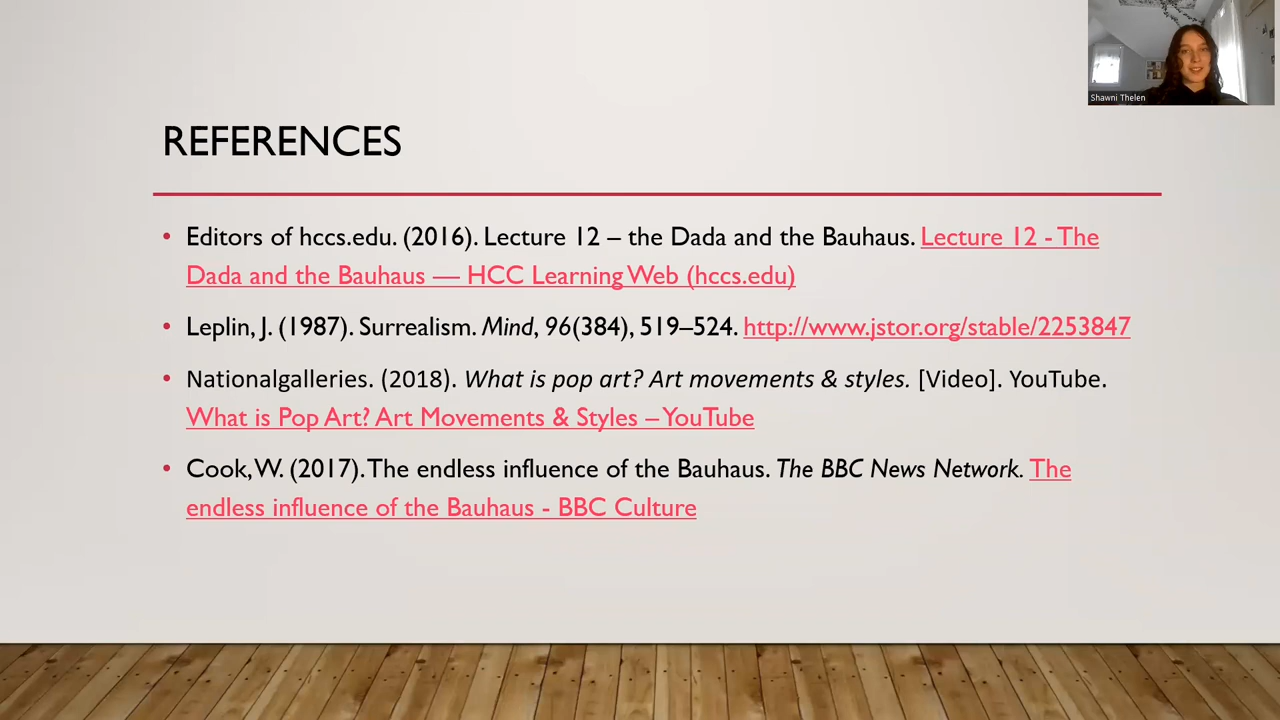 Shawni Thelen
REFERENCES
• Editors of hccs.edu. (2016). Lecture 12 – the Dada and the Bauhaus. Lecture 12 - The
Dada and the Bauhaus — HCC Learning Web (hccs.edu)
• Leplin, J. (1987). Surrealism. Mind, 96(384), 519–524. http://www.jstor.org/stable/2253847
• Nationalgalleries. (2018). What is pop art? Art movements & styles. [Video]. YouTube.
What is Pop Art? Art Movements & Styles – YouTube
• Cook, W. (2017). The endless influence of the Bauhaus. The BBC News Network. The
endless influence of the Bauhaus - BBC Culture